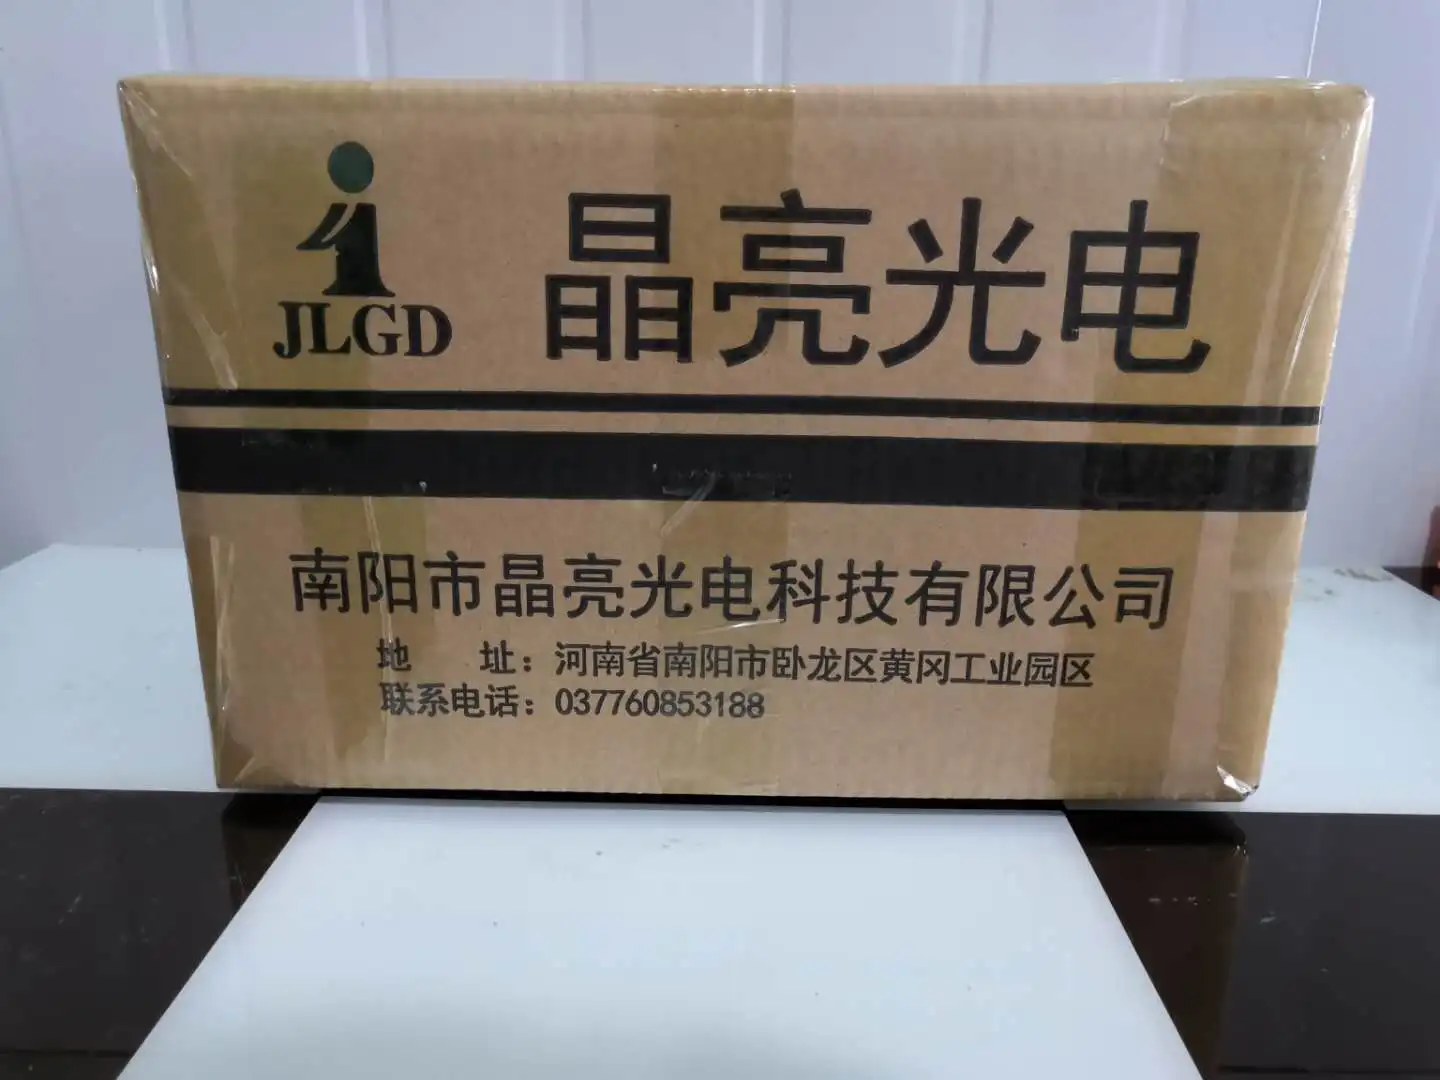 JLGD
晶亮光电
南阳市晶亮光电科技有限公司
地 址：河南省南阳市卧龙区黄冈工业园区
联系电话：037760853188